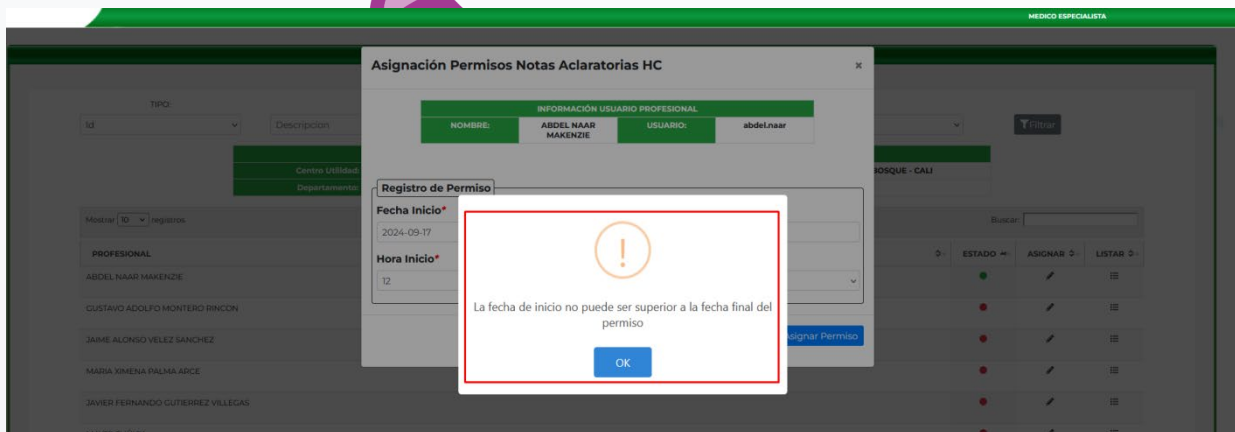 MEDICO ESPECIALISTA
Asignación Permisos Notas Aclaratorias HC ×
INFORMACIÓN USUARIO PROFESIONAL
NOMBRE: ABDEL NAAR MAKENZIE USUARIO: abdel.naar
TIPO:
Id Descripción Filtrar
Centro Utilidad: BOSQUE - CALI
Departamento:
Registro de Permiso
Fecha Inicio*
2024-09-17
Hora Inicio*
12
La fecha de inicio no puede ser superior a la fecha final del
permiso
OK
Asignar Permiso
Mostrar 10 registros Buscar:
PROFESIONAL ESTADO ASIGNAR LISTAR
ABDEL NAAR MAKENZIE
GUSTAVO ADOLFO MONTERO RINCON
JAIME ALONSO VELEZ SANCHEZ
MARIA XIMENA PALMA ARCE
JAVIER FERNANDO GUTIERREZ VILLEGAS